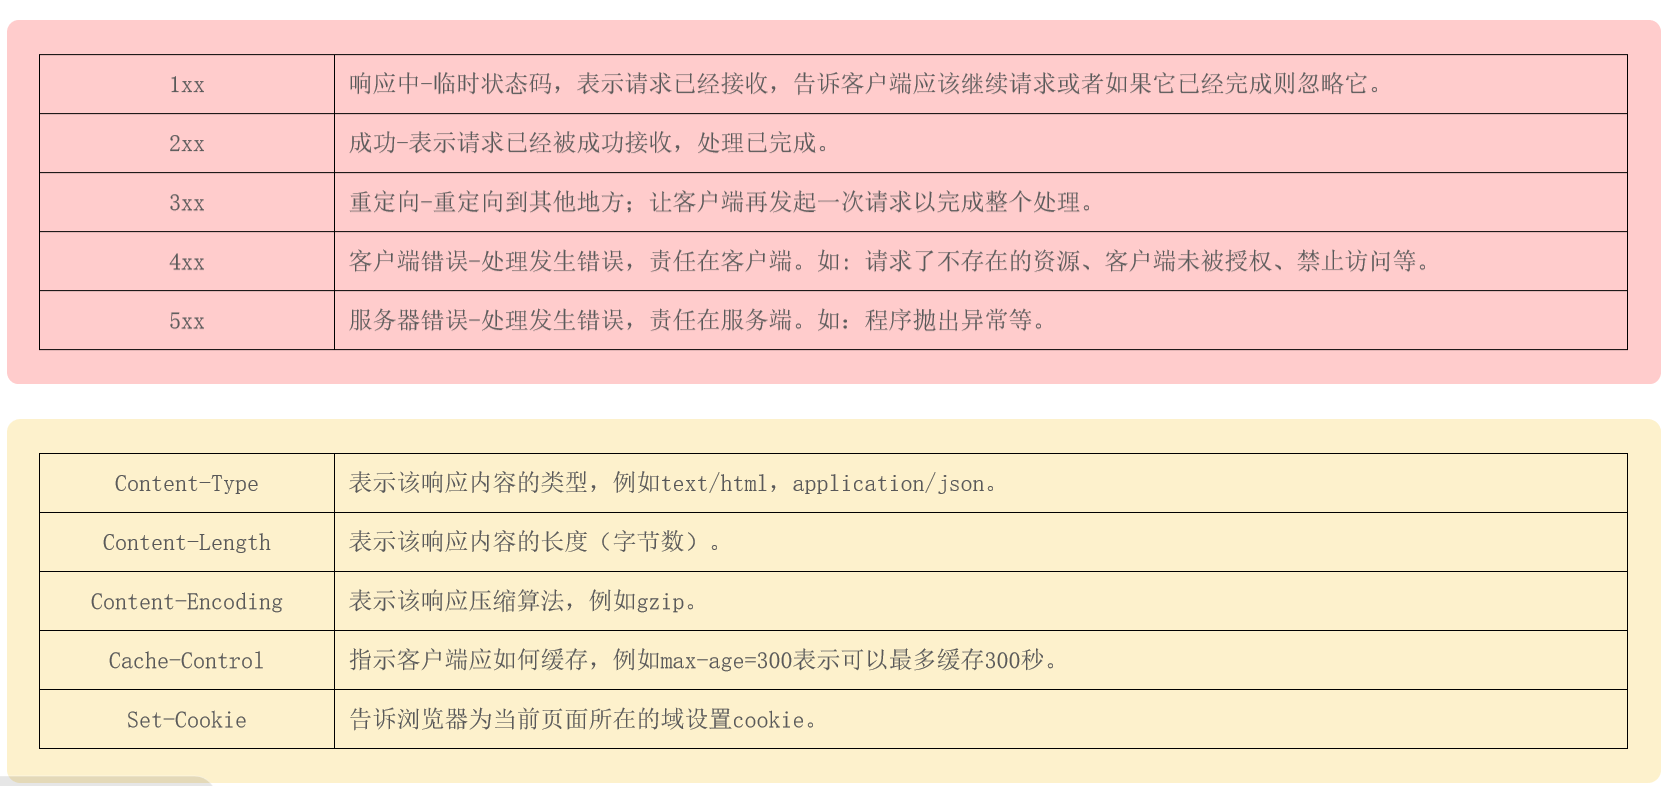 1xx 响应中-临时状态码，表示请求已经接收，告诉客户端应该继续请求或者如果它已经完成则忽略它。
2xx 成功-表示请求已经被成功接收，处理已完成。
3xx 重定向-重定向到其他地方；让客户端再发起一次请求以完成整个处理。
4xx 客户端错误-处理发生错误，责任在客户端。如：请求了不存在的资源、客户端未被授权、禁止访问等。
5xx 服务器错误-处理发生错误，责任在服务端。如：程序抛出异常等。
Content-Type 表示该响应内容的类型，例如text/html，application/json。
Content-Length 表示该响应内容的长度（字节数）。
Content-Encoding 表示该响应压缩算法，例如gzip。
Cache-Control 指示客户端应如何缓存，例如max-age=300表示可以最多缓存300秒。
Set-Cookie 告诉浏览器为当前页面所在的域设置cookie。